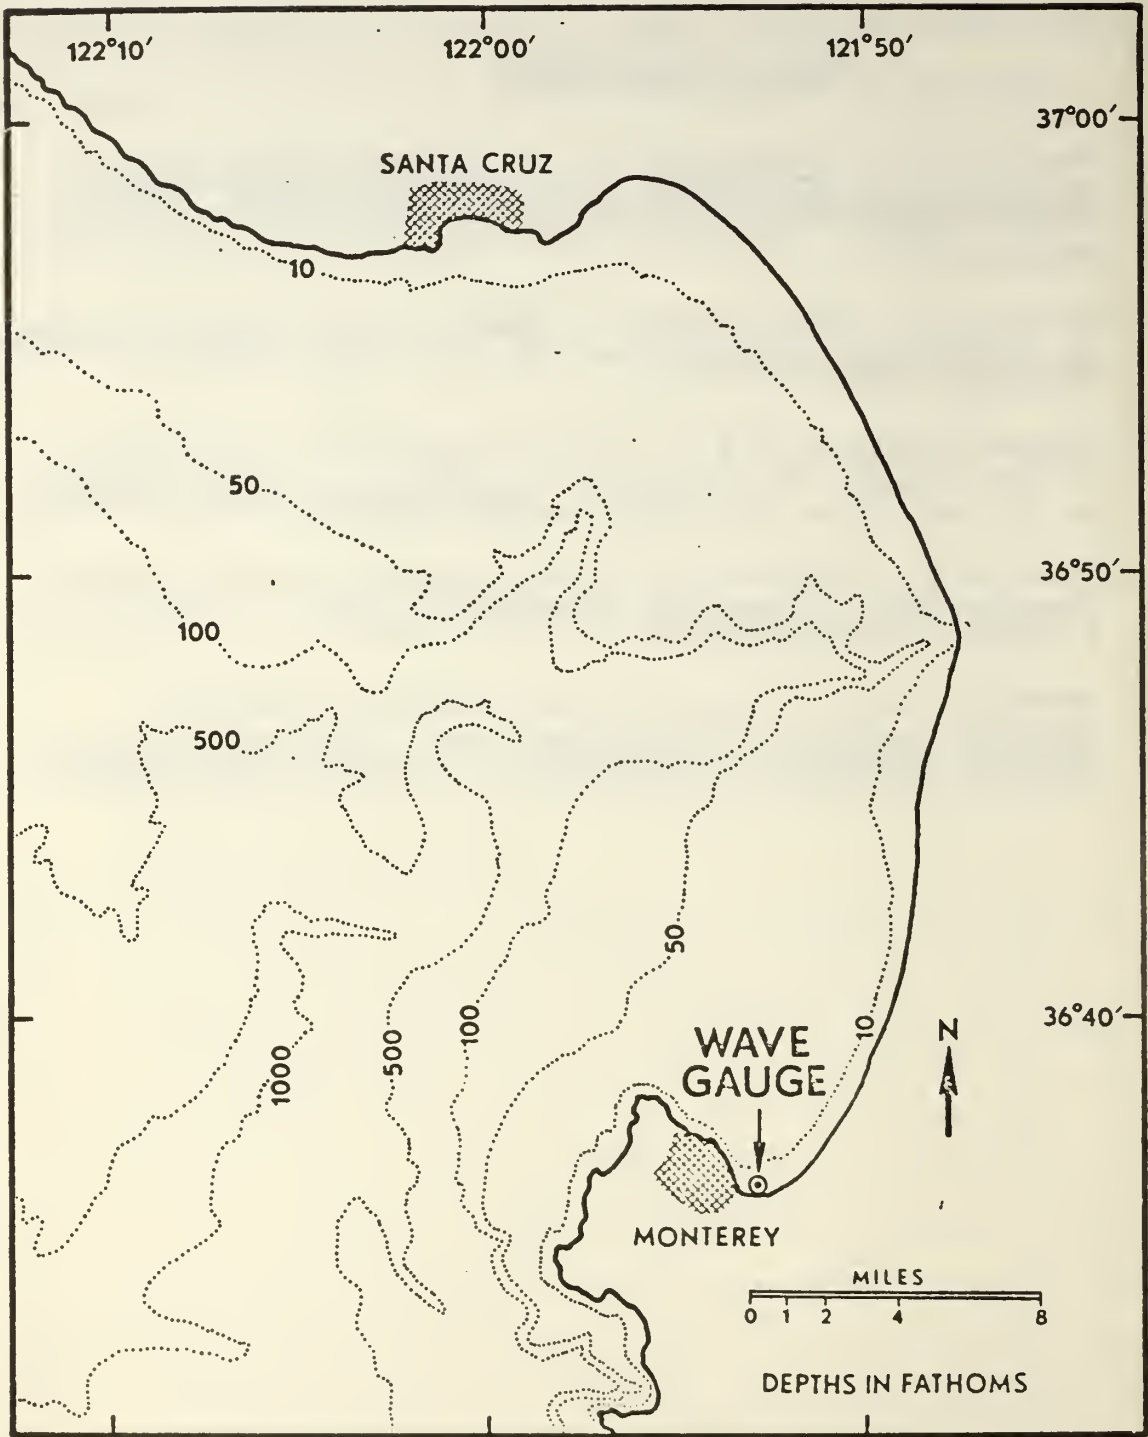 122°10′ 122°00′ 121°50′
37°00′
SANTA CRUZ
10
50
36°50′
100
500
50
36°40′
10
N
100
500
1000
WAVE
GAUGE
MONTEREY
MILES
0 1 2 4 8
DEPTHS IN FATHOMS